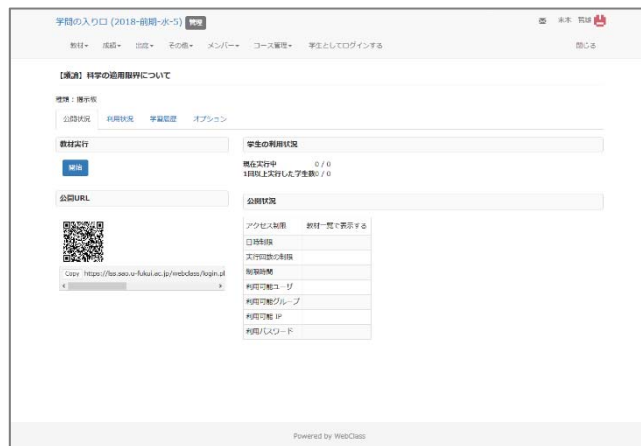 学問の入り口 (2018-前期-水-5) 管理
末本 哲雄
教材 成績 出席 その他 メンバー コース管理 学生としてログインする 閉じる
【議論】科学の適用限界について
種類：掲示板
公開状況 利用状況 学習履歴 オプション
教材実行
開始
公開URL
Copy https://lss.sao.u-fukui.ac.jp/webclass/login.pl
学生の利用状況
現在実行中 0 / 0
1回以上実行した学生数 0 / 0
公開状況
アクセス制限 教材一覧で表示する
日時制限
実行回数の制限
制限時間
利用可能ユーザ
利用可能グループ
利用可能 IP
利用パスワード
Powered by WebClass